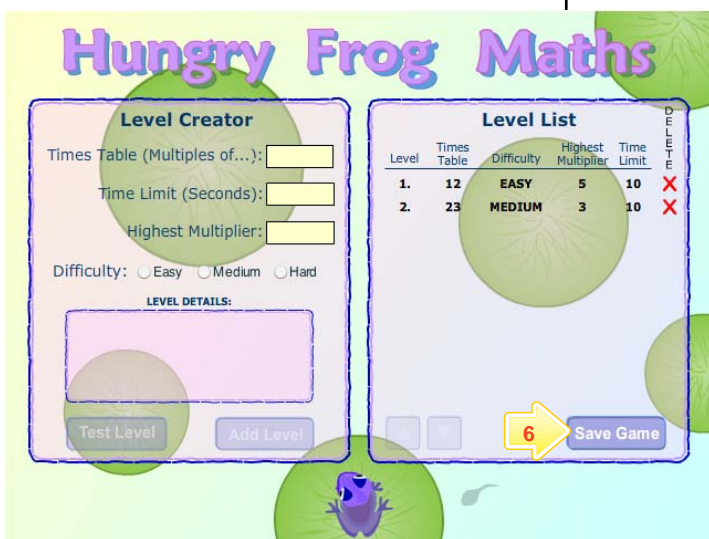 Hungry Frog Maths
Level Creator
Times Table (Multiples of...):
Time Limit (Seconds):
Highest Multiplier:
Difficulty: Easy Medium Hard
LEVEL DETAILS:
Test Level Add Level
Level List
DELETE
Level Times Table Difficulty Highest Multiplier Time Limit
1. 12 EASY 5 10 X
2. 23 MEDIUM 3 10 X
6 Save Game